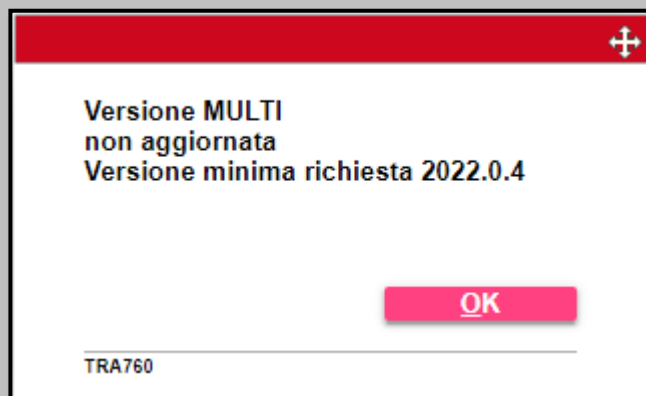 Versione MULTI
non aggiornata
Versione minima richiesta 2022.0.4
OK
TRA760